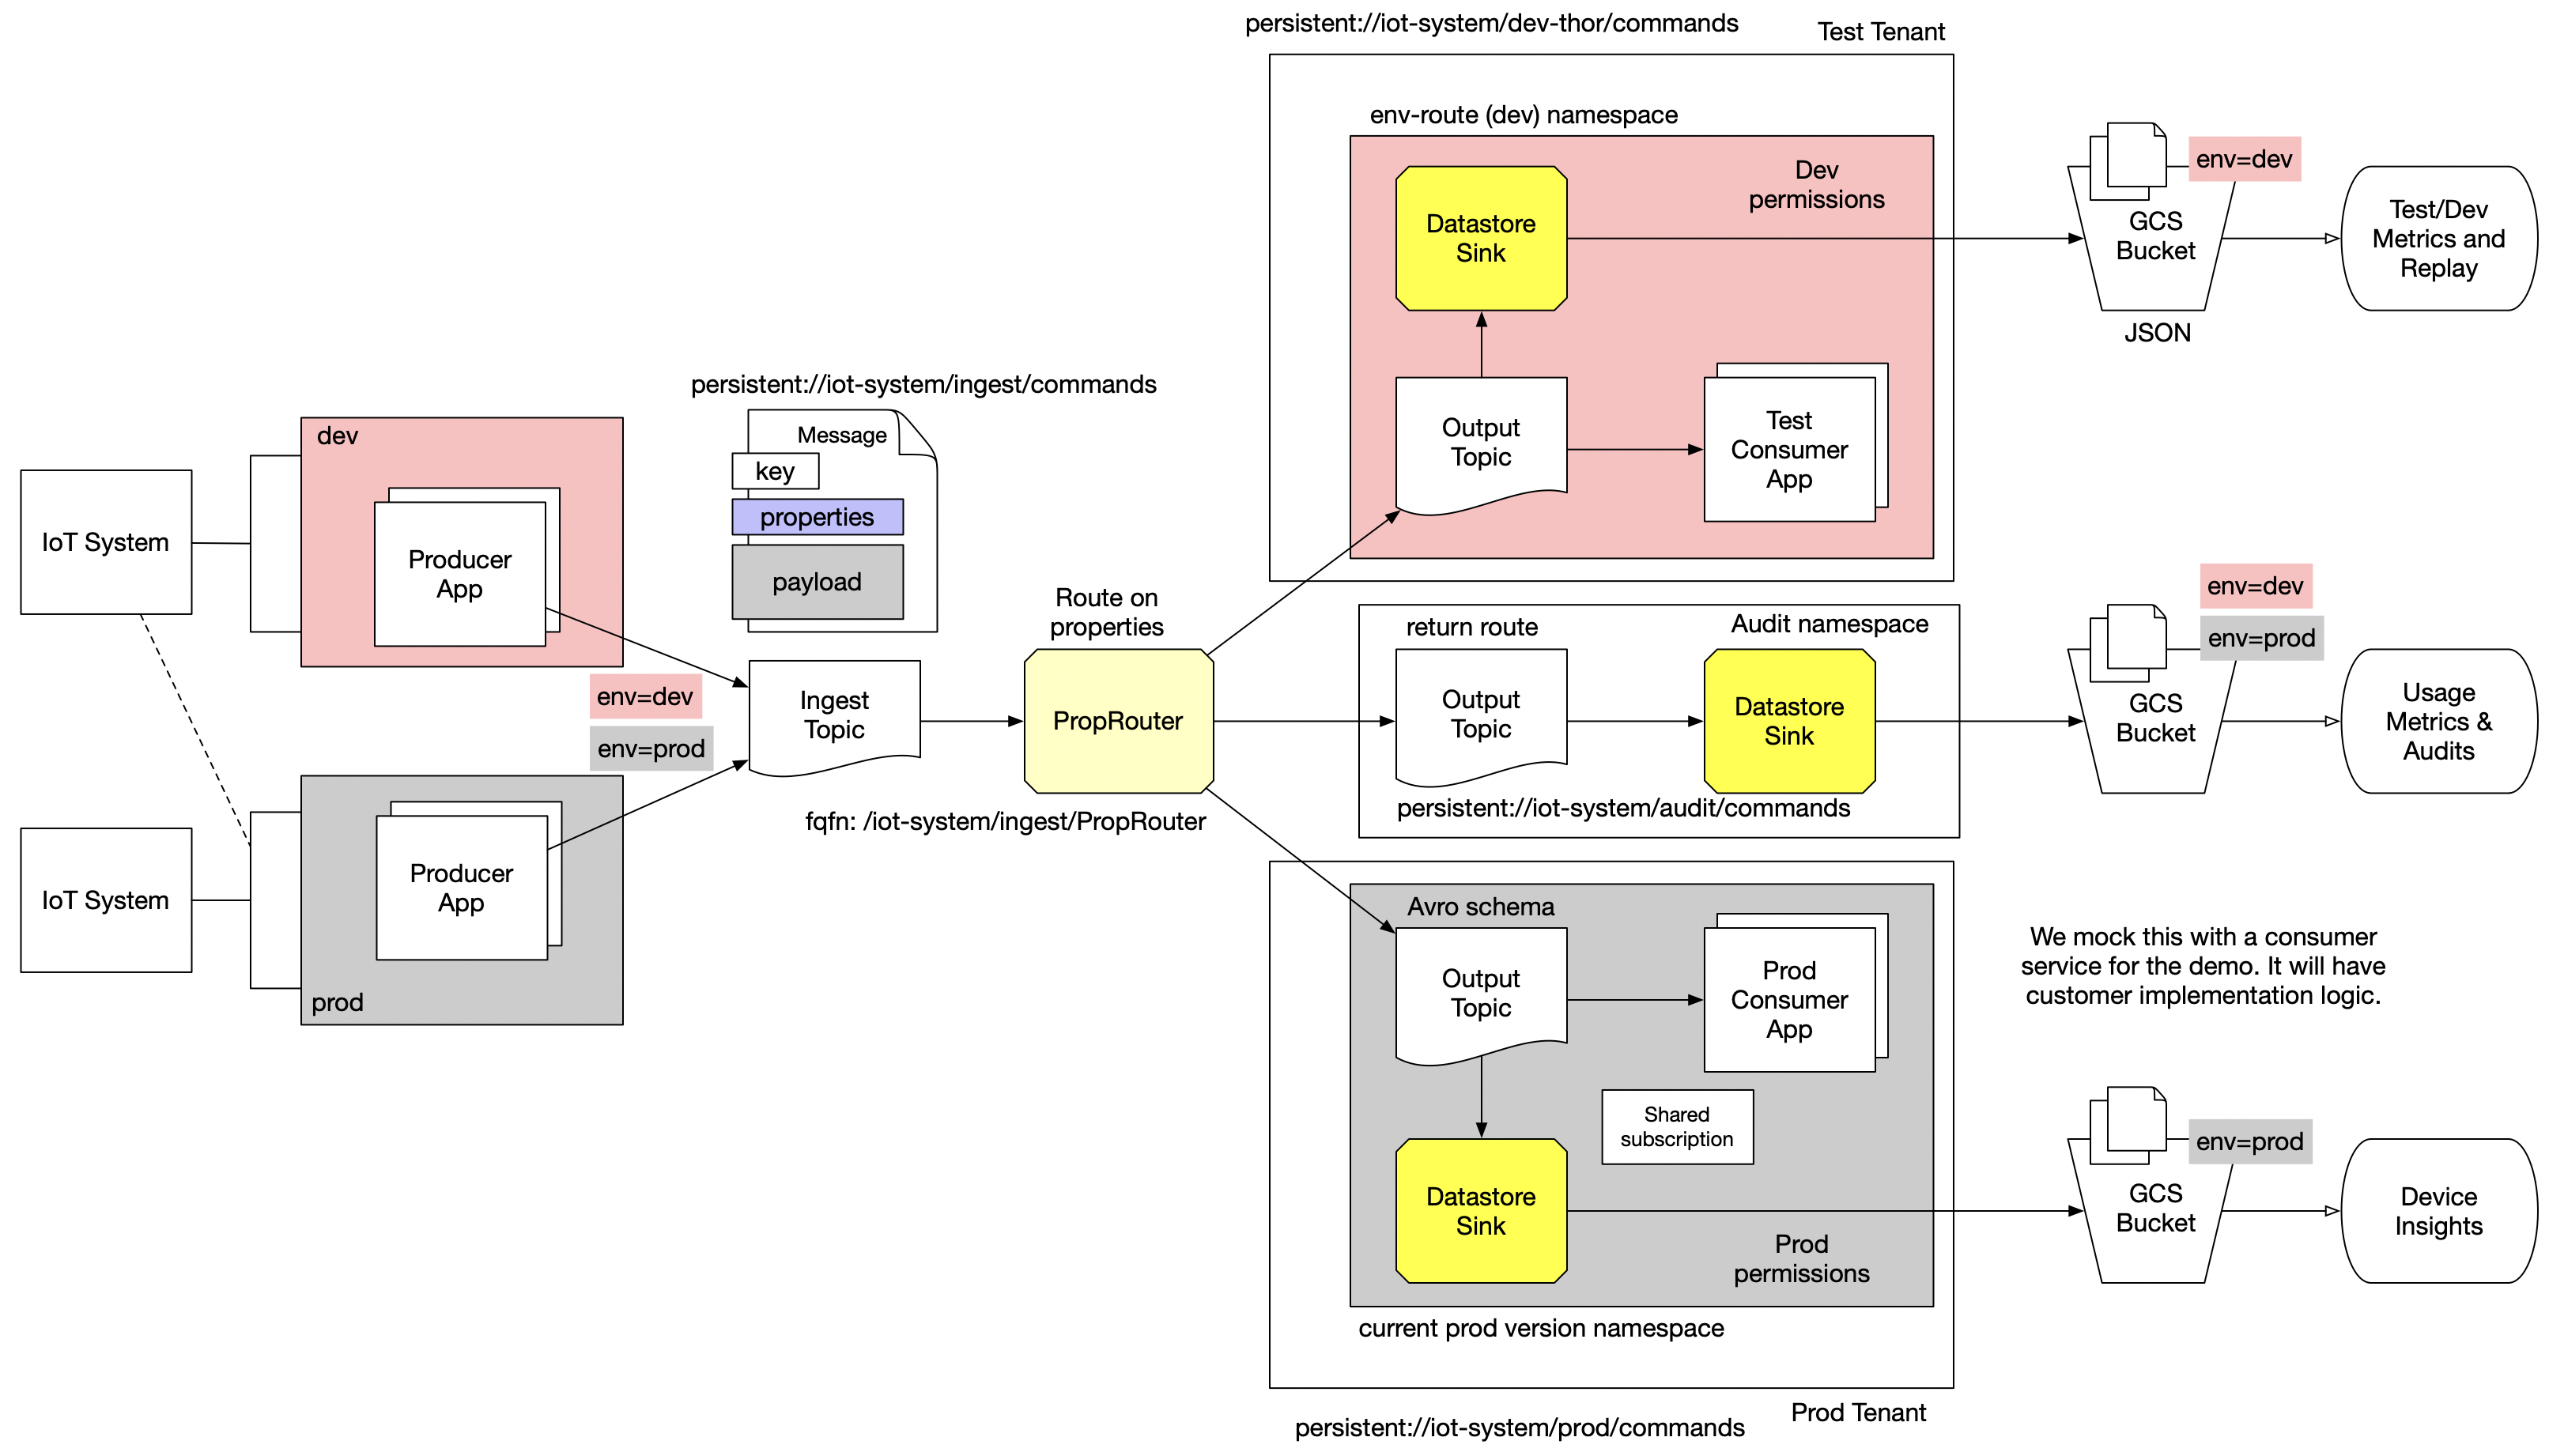 persistent://iot-system/dev-thor/commands
Test Tenant
env-route (dev) namespace
Dev
permissions
Datastore
Sink
Output
Topic
Test
Consumer
App
env=dev
GCS
Bucket
JSON
Test/Dev
Metrics and
Replay
persistent://iot-system/ingest/commands
Message
key
properties
payload
dev
IoT System
Producer
App
env=dev
env=prod
Ingest
Topic
Route on
properties
PropRouter
fqfn: /iot-system/ingest/PropRouter
IoT System
Producer
App
prod
return route
Audit namespace
Output
Topic
Datastore
Sink
persistent://iot-system/audit/commands
env=dev
env=prod
GCS
Bucket
Usage
Metrics &
Audits
Avro schema
Output
Topic
Prod
Consumer
App
Shared
subscription
Datastore
Sink
Prod
permissions
current prod version namespace
Prod Tenant
persistent://iot-system/prod/commands
We mock this with a consumer
service for the demo. It will have
customer implementation logic.
env=prod
GCS
Bucket
Device
Insights